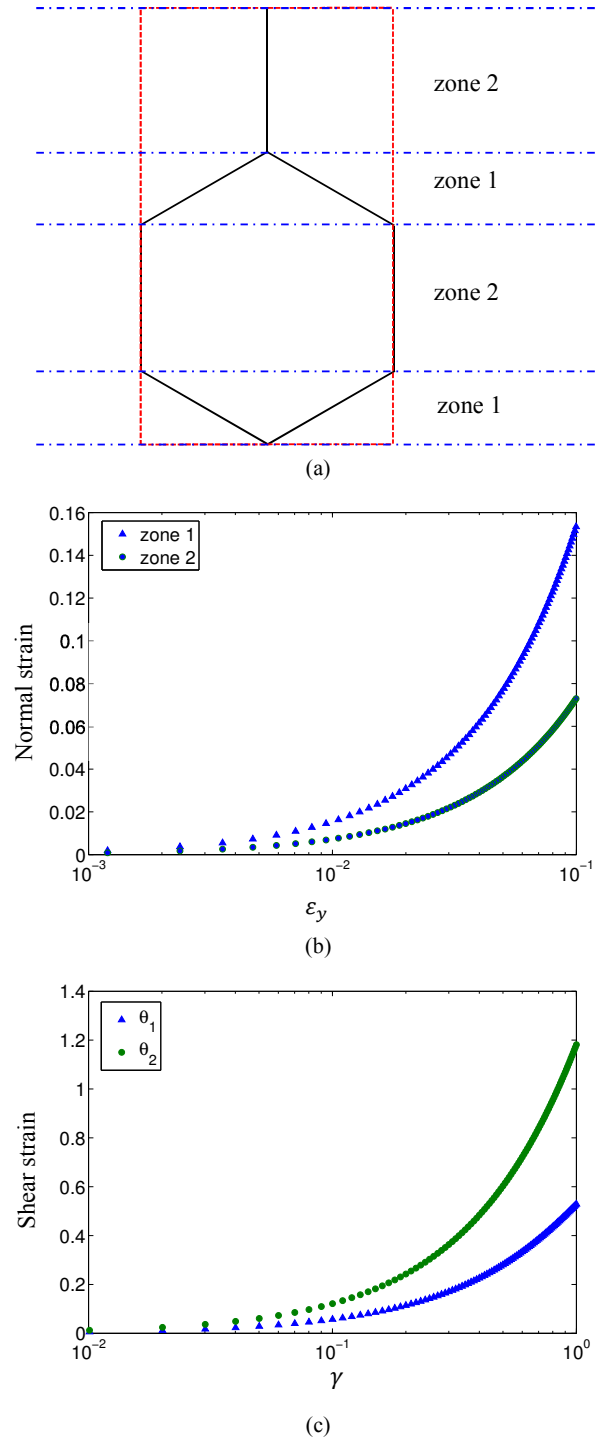 zone 2
zone 1
zone 2
zone 1
(a)
0.16
0.14
0.12
0.1
0.08
0.06
0.04
0.02
0
Normal strain
zone 1
zone 2
10⁻³
10⁻²
10⁻¹
εy
(b)
1.4
1.2
1
0.8
0.6
0.4
0.2
0
Shear strain
θ₁
θ₂
10⁻²
10⁻¹
10⁰
γ
(c)